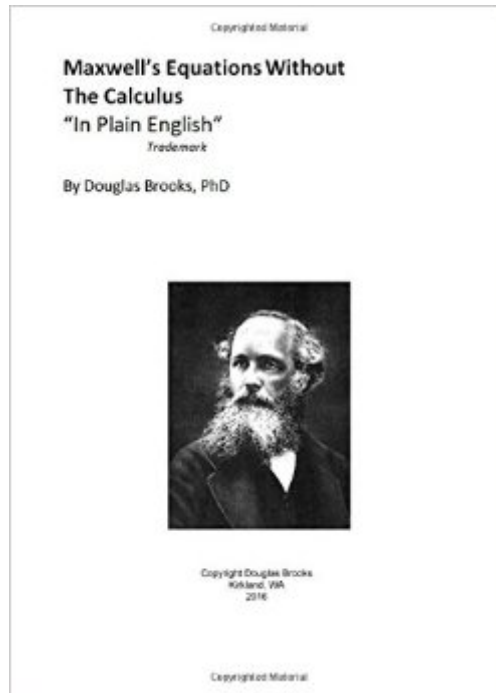 Copyrighted Material
Maxwell's Equations Without
The Calculus
"In Plain English"
Trademark
By Douglas Brooks, PhD
Copyright Douglas Brooks
Kirkland, WA
2016
Copyrighted Material